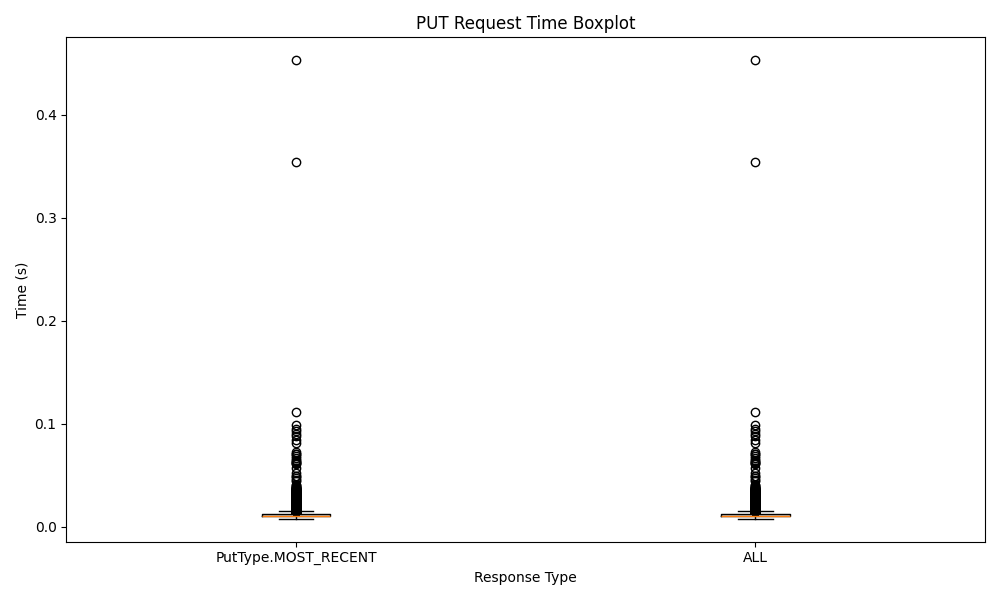 PUT Request Time Boxplot
Time (s)
0.4
0.3
0.2
0.1
0.0
PutType.MOST_RECENT
ALL
Response Type